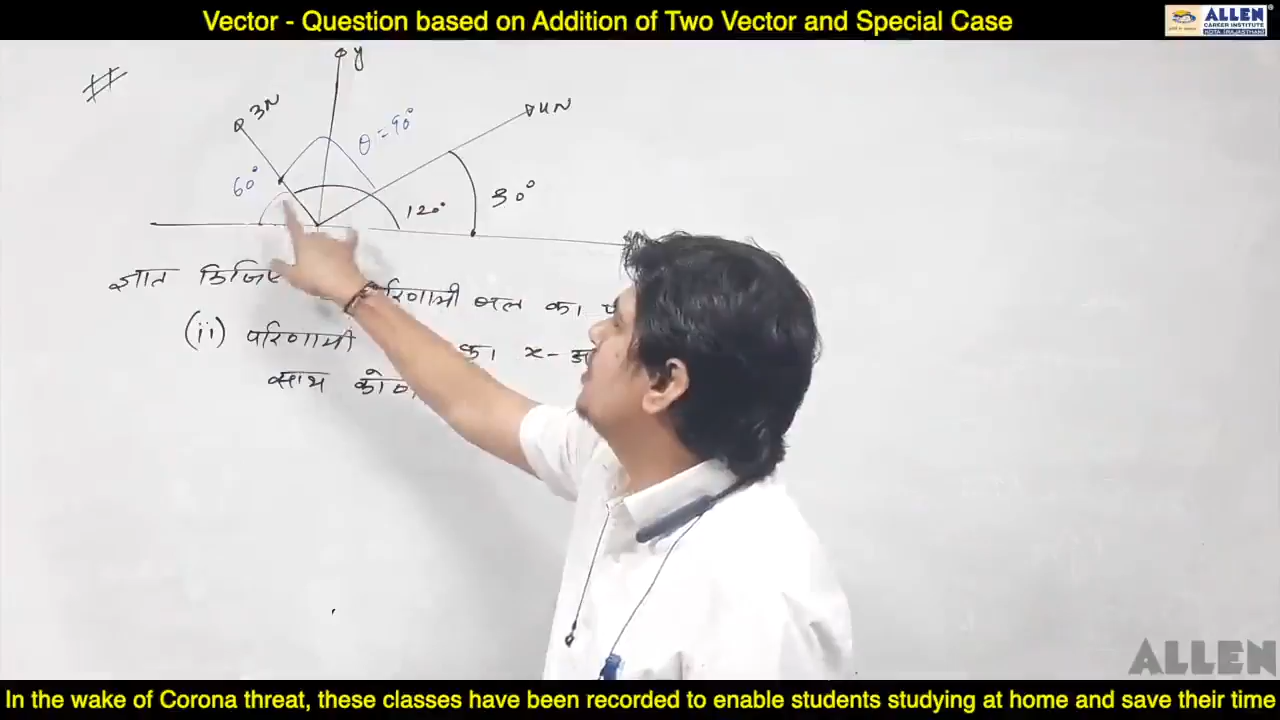 Vector - Question based on Addition of Two Vector and Special Case
ALLEN
CAREER INSTITUTE
KOTA (RAJASTHAN)
y
3N
4N
θ = 90°
60°
120°
30°
ज्ञात किजिए परिणामी बल का
(ii) परिणामी का x-
साथ
ALLEN
In the wake of Corona threat, these classes have been recorded to enable students studying at home and save their time